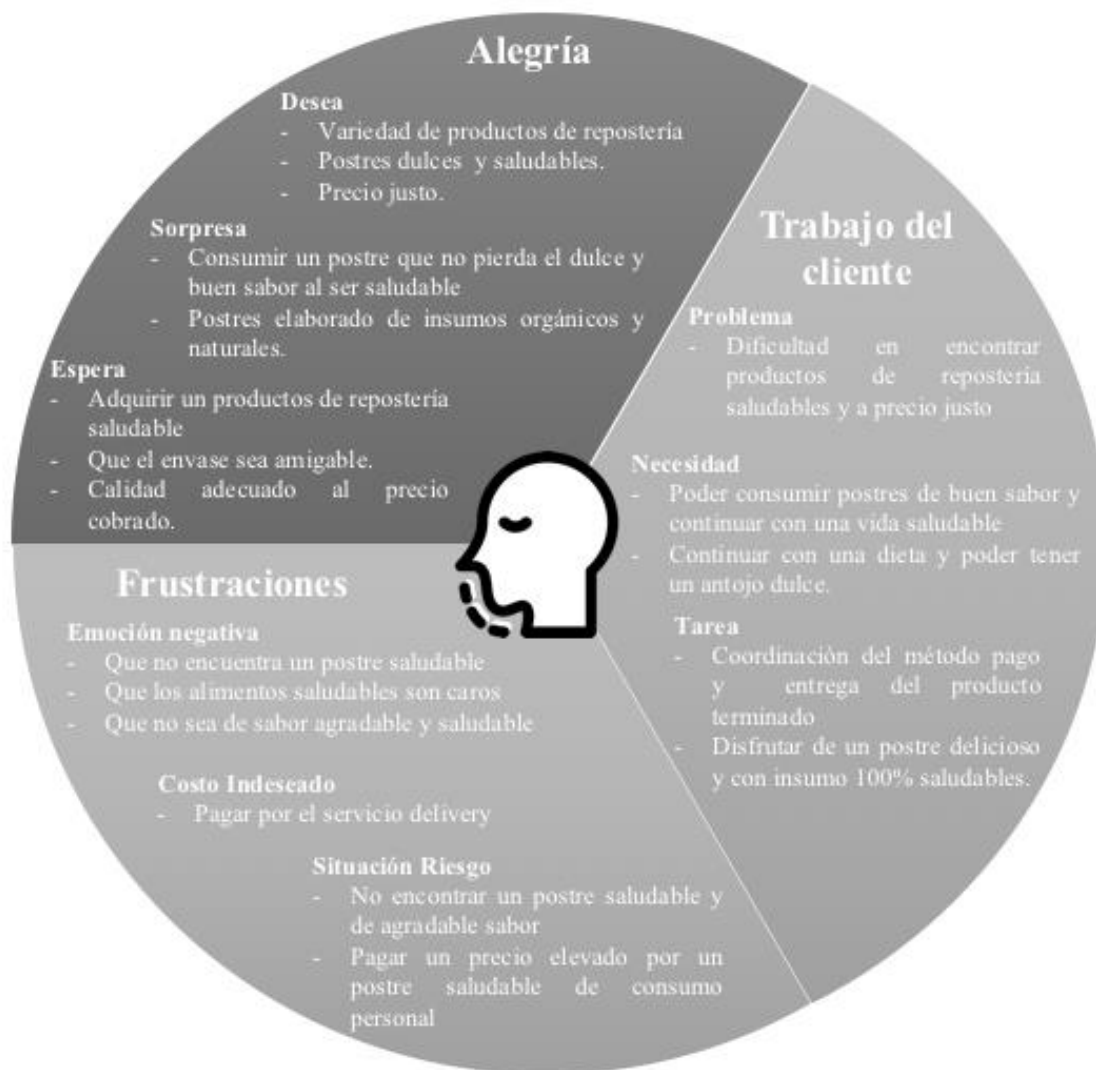 Alegría
Desea
- Variedad de productos de repostería
- Postres dulces y saludables.
- Precio justo.
Sorpresa
- Consumir un postre que no pierda el dulce y
buen sabor al ser saludable
- Postres elaborado de insumos orgánicos y
naturales.
Espera
- Adquirir un productos de repostería
saludable
- Que el envase sea amigable.
- Calidad adecuado al precio
cobrado.
Trabajo del
cliente
Problema
- Dificultad en encontrar
productos de repostería
saludables y a precio justo
Necesidad
- Poder consumir postres de buen sabor y
continuar con una vida saludable
- Continuar con una dieta y poder tener
un antojo dulce.
Tarea
- Coordinación del método pago
y entrega del producto
terminado
- Disfrutar de un postre delicioso
y con insumo 100% saludables.
Frustraciones
Emoción negativa
- Que no encuentra un postre saludable
- Que los alimentos saludables son caros
- Que no sea de sabor agradable y saludable
Costo Indeseado
- Pagar por el servicio delivery
Situación Riesgo
- No encontrar un postre saludable y
de agradable sabor
- Pagar un precio elevado por un
postre saludable de consumo
personal